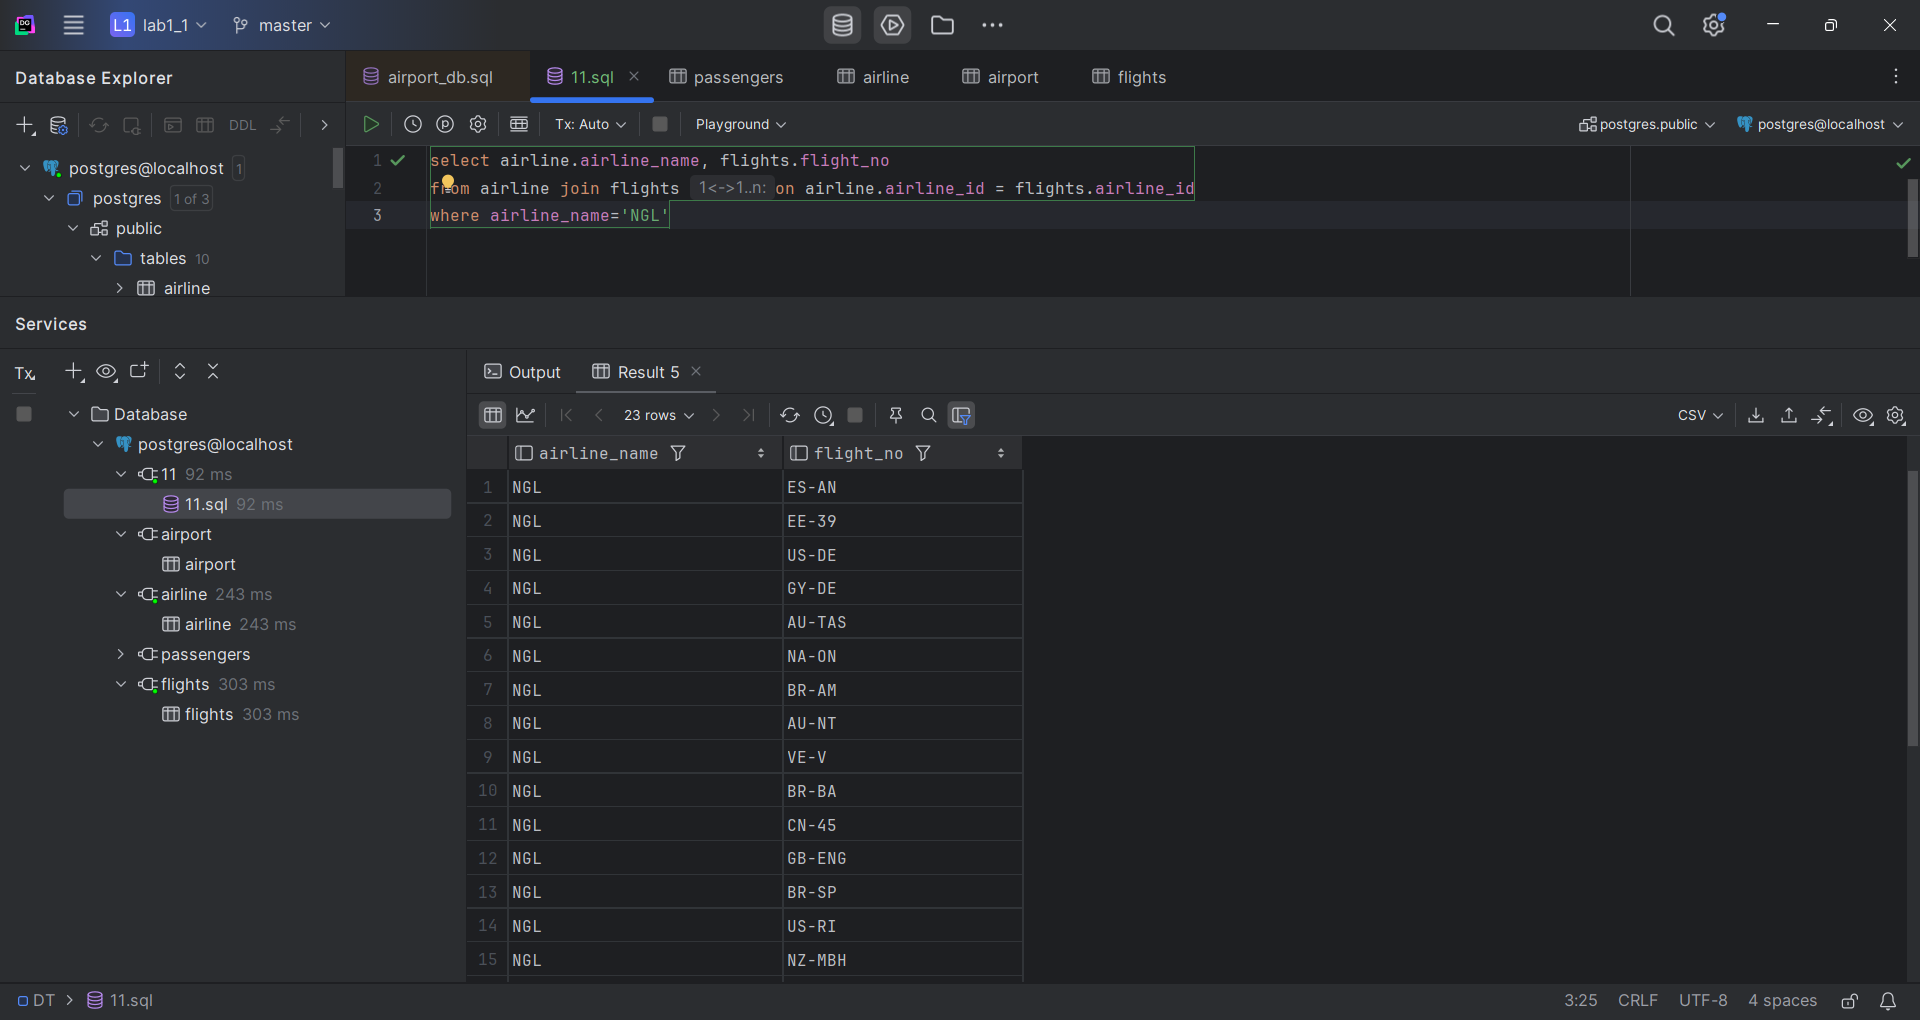 L1 lab1_1 master
Database Explorer
airport_db.sql 11.sql passengers airline airport flights
DDL
Tx: Auto Playground postgres.public postgres@localhost
postgres@localhost 1
postgres 1 of 3
public
tables 10
airline
1 select airline.airline_name, flights.flight_no
2 from airline join flights 1<->1..n: on airline.airline_id = flights.airline_id
3 where airline_name='NGL'
Services
Tx
Output Result 5
23 rows CSV
Database
postgres@localhost
11 92 ms
11.sql 92 ms
airport
airport
airline 243 ms
airline 243 ms
passengers
flights 303 ms
flights 303 ms
airline_name flight_no
1 NGL ES-AN
2 NGL EE-39
3 NGL US-DE
4 NGL GY-DE
5 NGL AU-TAS
6 NGL NA-ON
7 NGL BR-AM
8 NGL AU-NT
9 NGL VE-V
10 NGL BR-BA
11 NGL CN-45
12 NGL GB-ENG
13 NGL BR-SP
14 NGL US-RI
15 NGL NZ-MBH
DT 11.sql
3:25 CRLF UTF-8 4 spaces